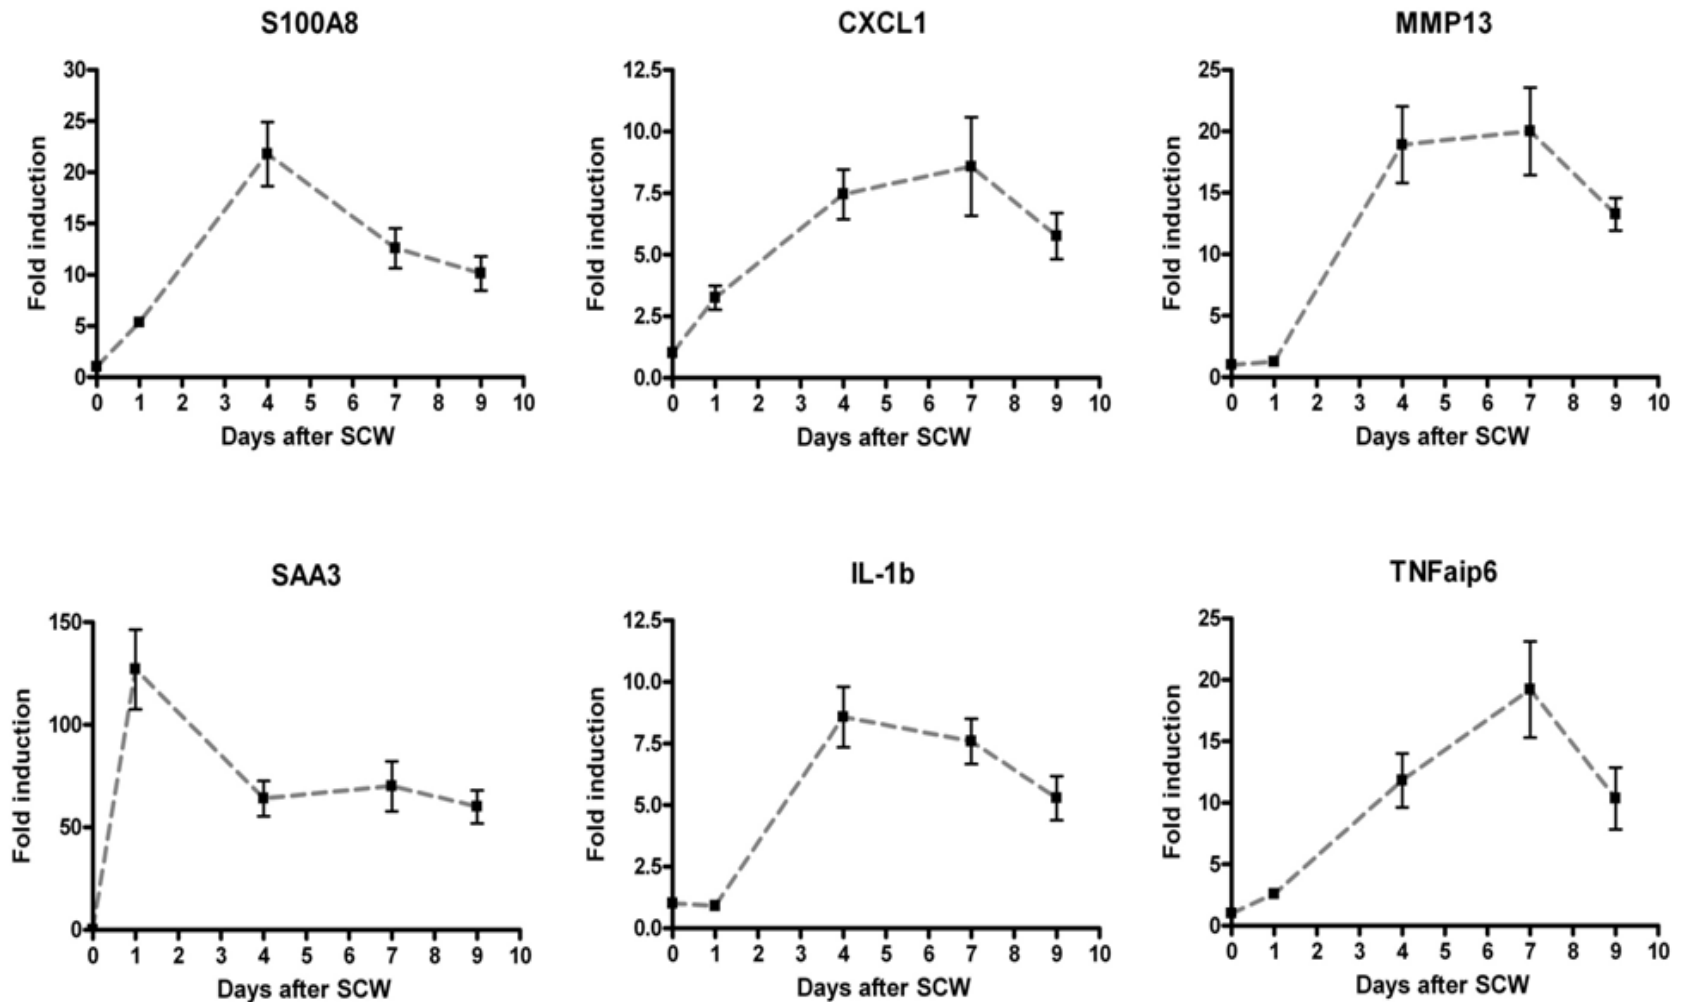 S100A8
30
25
20
15
10
5
0
Fold induction
0 1 2 3 4 5 6 7 8 9 10
Days after SCW
CXCL1
12.5
10.0
7.5
5.0
2.5
0.0
Fold induction
0 1 2 3 4 5 6 7 8 9 10
Days after SCW
MMP13
25
20
15
10
5
0
Fold induction
0 1 2 3 4 5 6 7 8 9 10
Days after SCW
SAA3
150
100
50
0
Fold induction
0 1 2 3 4 5 6 7 8 9 10
Days after SCW
IL-1b
12.5
10.0
7.5
5.0
2.5
0.0
Fold induction
0 1 2 3 4 5 6 7 8 9 10
Days after SCW
TNFaip6
25
20
15
10
5
0
Fold induction
0 1 2 3 4 5 6 7 8 9 10
Days after SCW